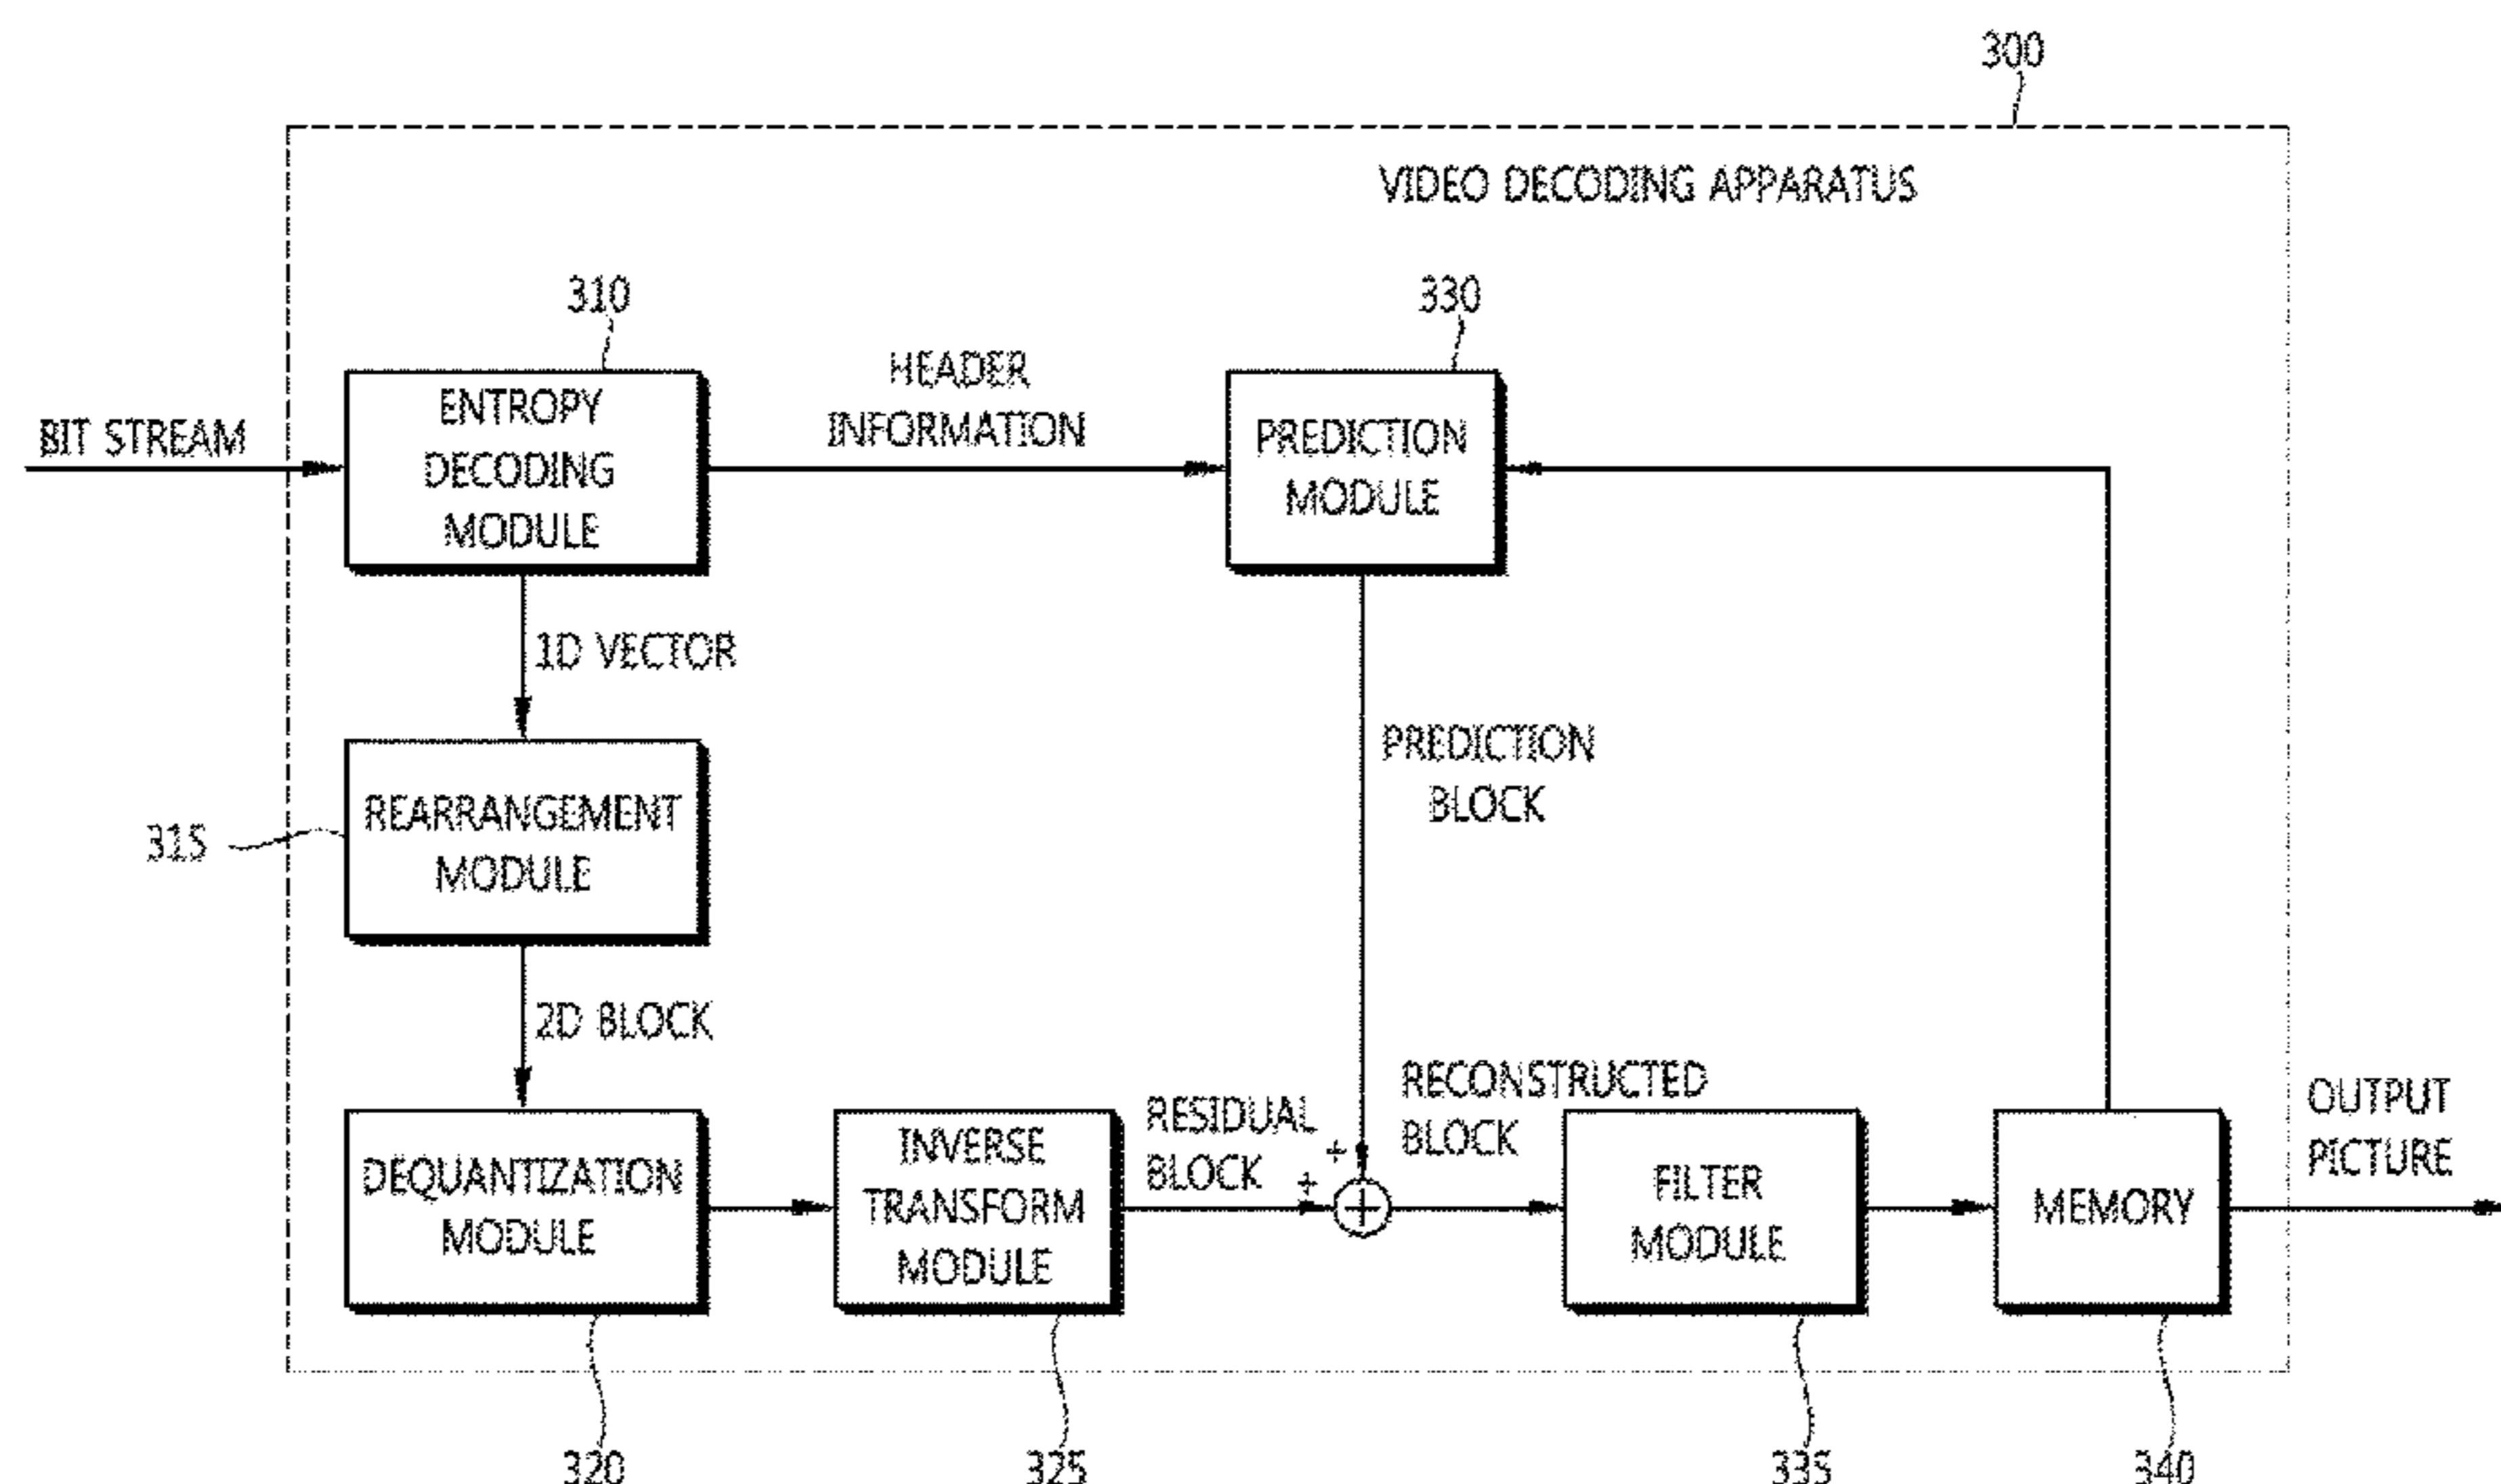 300
VIDEO DECODING APPARATUS
310
330
HEADER
INFORMATION
BIT STREAM
ENTROPY
DECODING
MODULE
PREDICTION
MODULE
1D VECTOR
PREDICTION
BLOCK
315
REARRANGEMENT
MODULE
2D BLOCK
RESIDUAL
BLOCK
+
+
+
RECONSTRUCTED
BLOCK
OUTPUT
PICTURE
DEQUANTIZATION
MODULE
INVERSE
TRANSFORM
MODULE
FILTER
MODULE
MEMORY
320
325
335
340